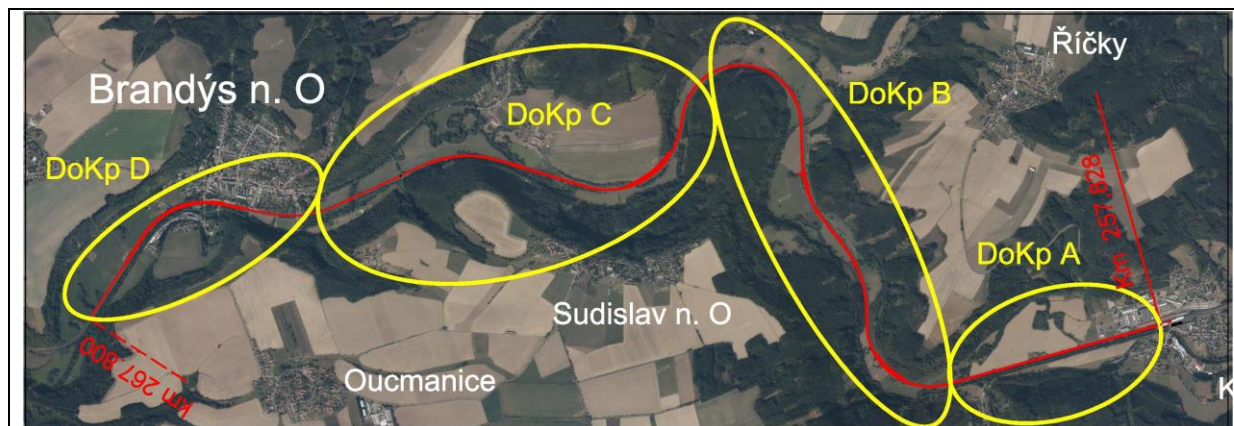 Říčky
Brandýs n. O
DoKp B
DoKp C
DoKp D
km 257 828
DoKp A
Sudislav n. O
km 267 800
Oucmanice
K